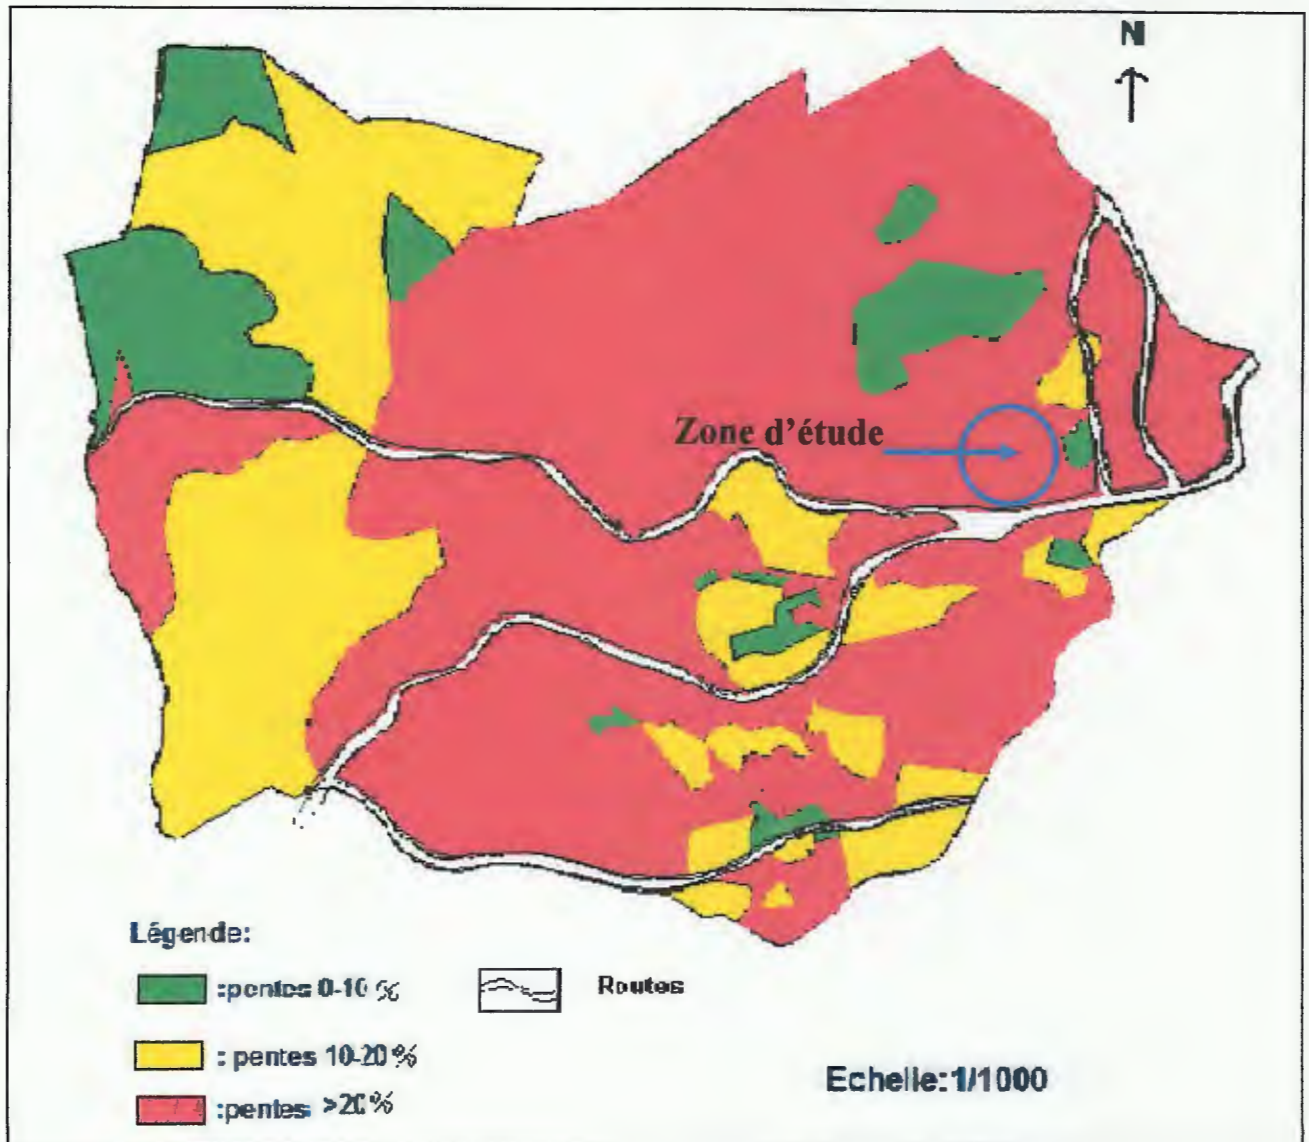 N
Zone d'étude
Légende:
:pentes 0-10 %
Routes
: pentes 10-20%
:pentes >20%
Echelle:1/1000